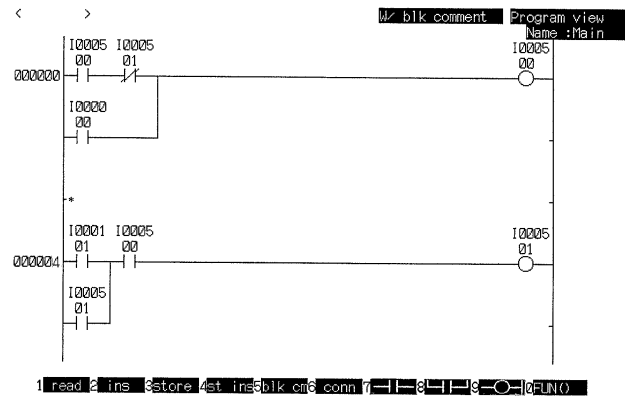 < > W/ blk comment Program view
Name :Main
I0005 I0005 I0005
00 01 00
000000
I0000
00
*
I0001 I0005 I0005
01 00 01
000004
I0005
01
1 read 2 ins 3store 4st ins5blk cm6 conn 7 8 9 0FUN()